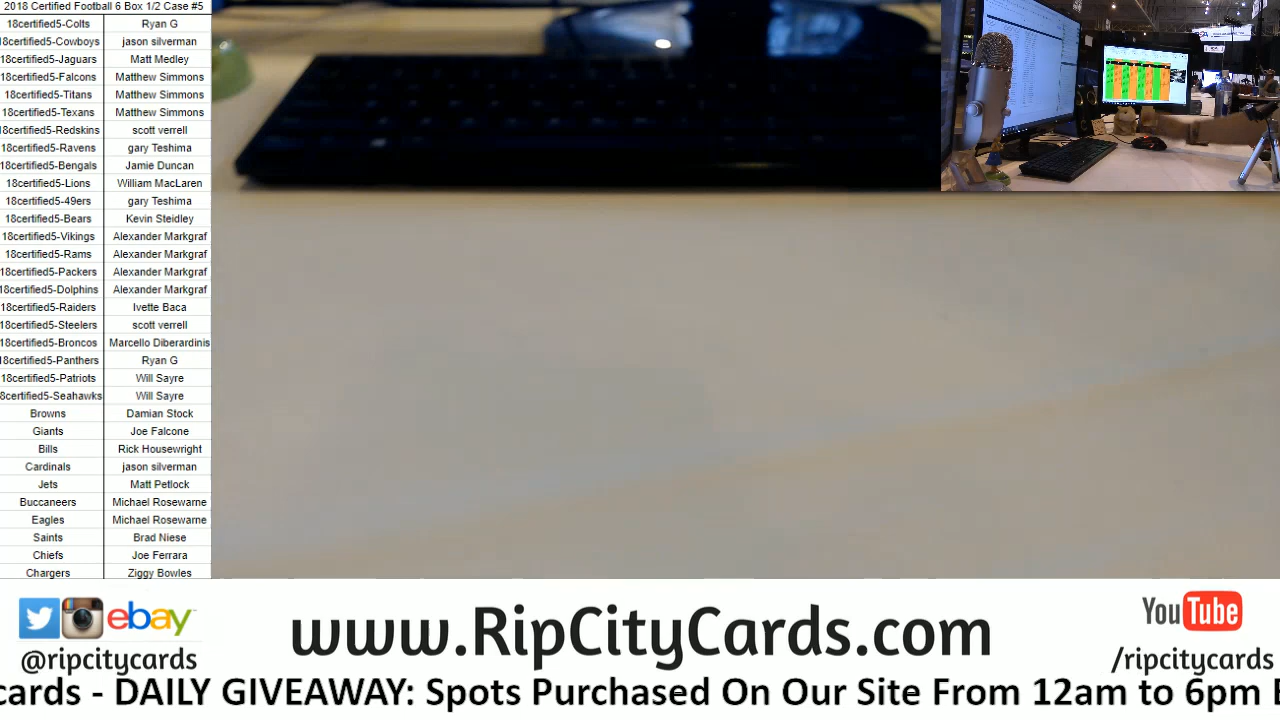 2018 Certified Football 6 Box 1/2 Case #5
18certified5-Colts Ryan G
18certified5-Cowboys jason silverman
18certified5-Jaguars Matt Medley
18certified5-Falcons Matthew Simmons
18certified5-Titans Matthew Simmons
18certified5-Texans Matthew Simmons
18certified5-Redskins scott verrell
18certified5-Ravens gary Teshima
18certified5-Bengals Jamie Duncan
18certified5-Lions William MacLaren
18certified5-49ers gary Teshima
18certified5-Bears Kevin Steidley
18certified5-Vikings Alexander Markgraf
18certified5-Rams Alexander Markgraf
18certified5-Packers Alexander Markgraf
18certified5-Dolphins Alexander Markgraf
18certified5-Raiders Ivette Baca
18certified5-Steelers scott verrell
18certified5-Broncos Marcello Diberardinis
18certified5-Panthers Ryan G
18certified5-Patriots Will Sayre
8certified5-Seahawks Will Sayre
Browns Damian Stock
Giants Joe Falcone
Bills Rick Housewright
Cardinals jason silverman
Jets Matt Petlock
Buccaneers Michael Rosewarne
Eagles Michael Rosewarne
Saints Brad Niese
Chiefs Joe Ferrara
Chargers Ziggy Bowles
ebay
@ripcitycards
www.RipCityCards.com
YouTube
/ripcitycards
cards - DAILY GIVEAWAY: Spots Purchased On Our Site From 12am to 6pm E